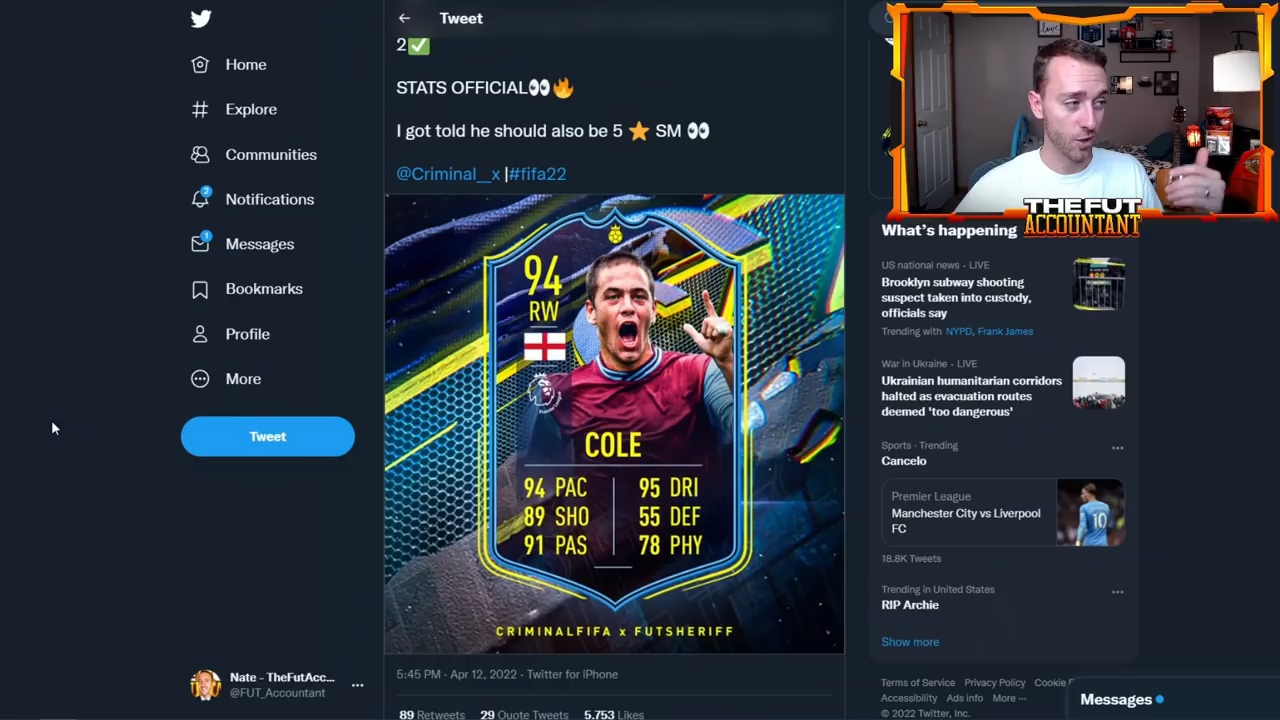 Tweet
Home
Explore
Communities
2
Notifications
1
Messages
Bookmarks
Profile
More
Tweet
Nate - TheFutAcc...
@FUT_Accountant
2✅
STATS OFFICIAL👀🔥
I got told he should also be 5 ⭐ SM 👀
@Criminal__x |#fifa22
94
RW
COLE
94 PAC
89 SHO
91 PAS
95 DRI
55 DEF
78 PHY
CRIMINALFIFA x FUTSHERIFF
5:45 PM · Apr 12, 2022 · Twitter for iPhone
89 Retweets 29 Quote Tweets 5,753 Likes
THE FUT
ACCOUNTANT
What's happening
US national news · LIVE
Brooklyn subway shooting
suspect taken into custody,
officials say
Trending with NYPD, Frank James
War in Ukraine · LIVE
Ukrainian humanitarian corridors
halted as evacuation routes
deemed 'too dangerous'
Sports · Trending
Cancelo
Premier League
Manchester City vs Liverpool
FC
18.8K Tweets
Trending in United States
RIP Archie
Show more
Terms of Service Privacy Policy Cookie
Accessibility Ads info More ···
© 2022 Twitter, Inc.
Messages